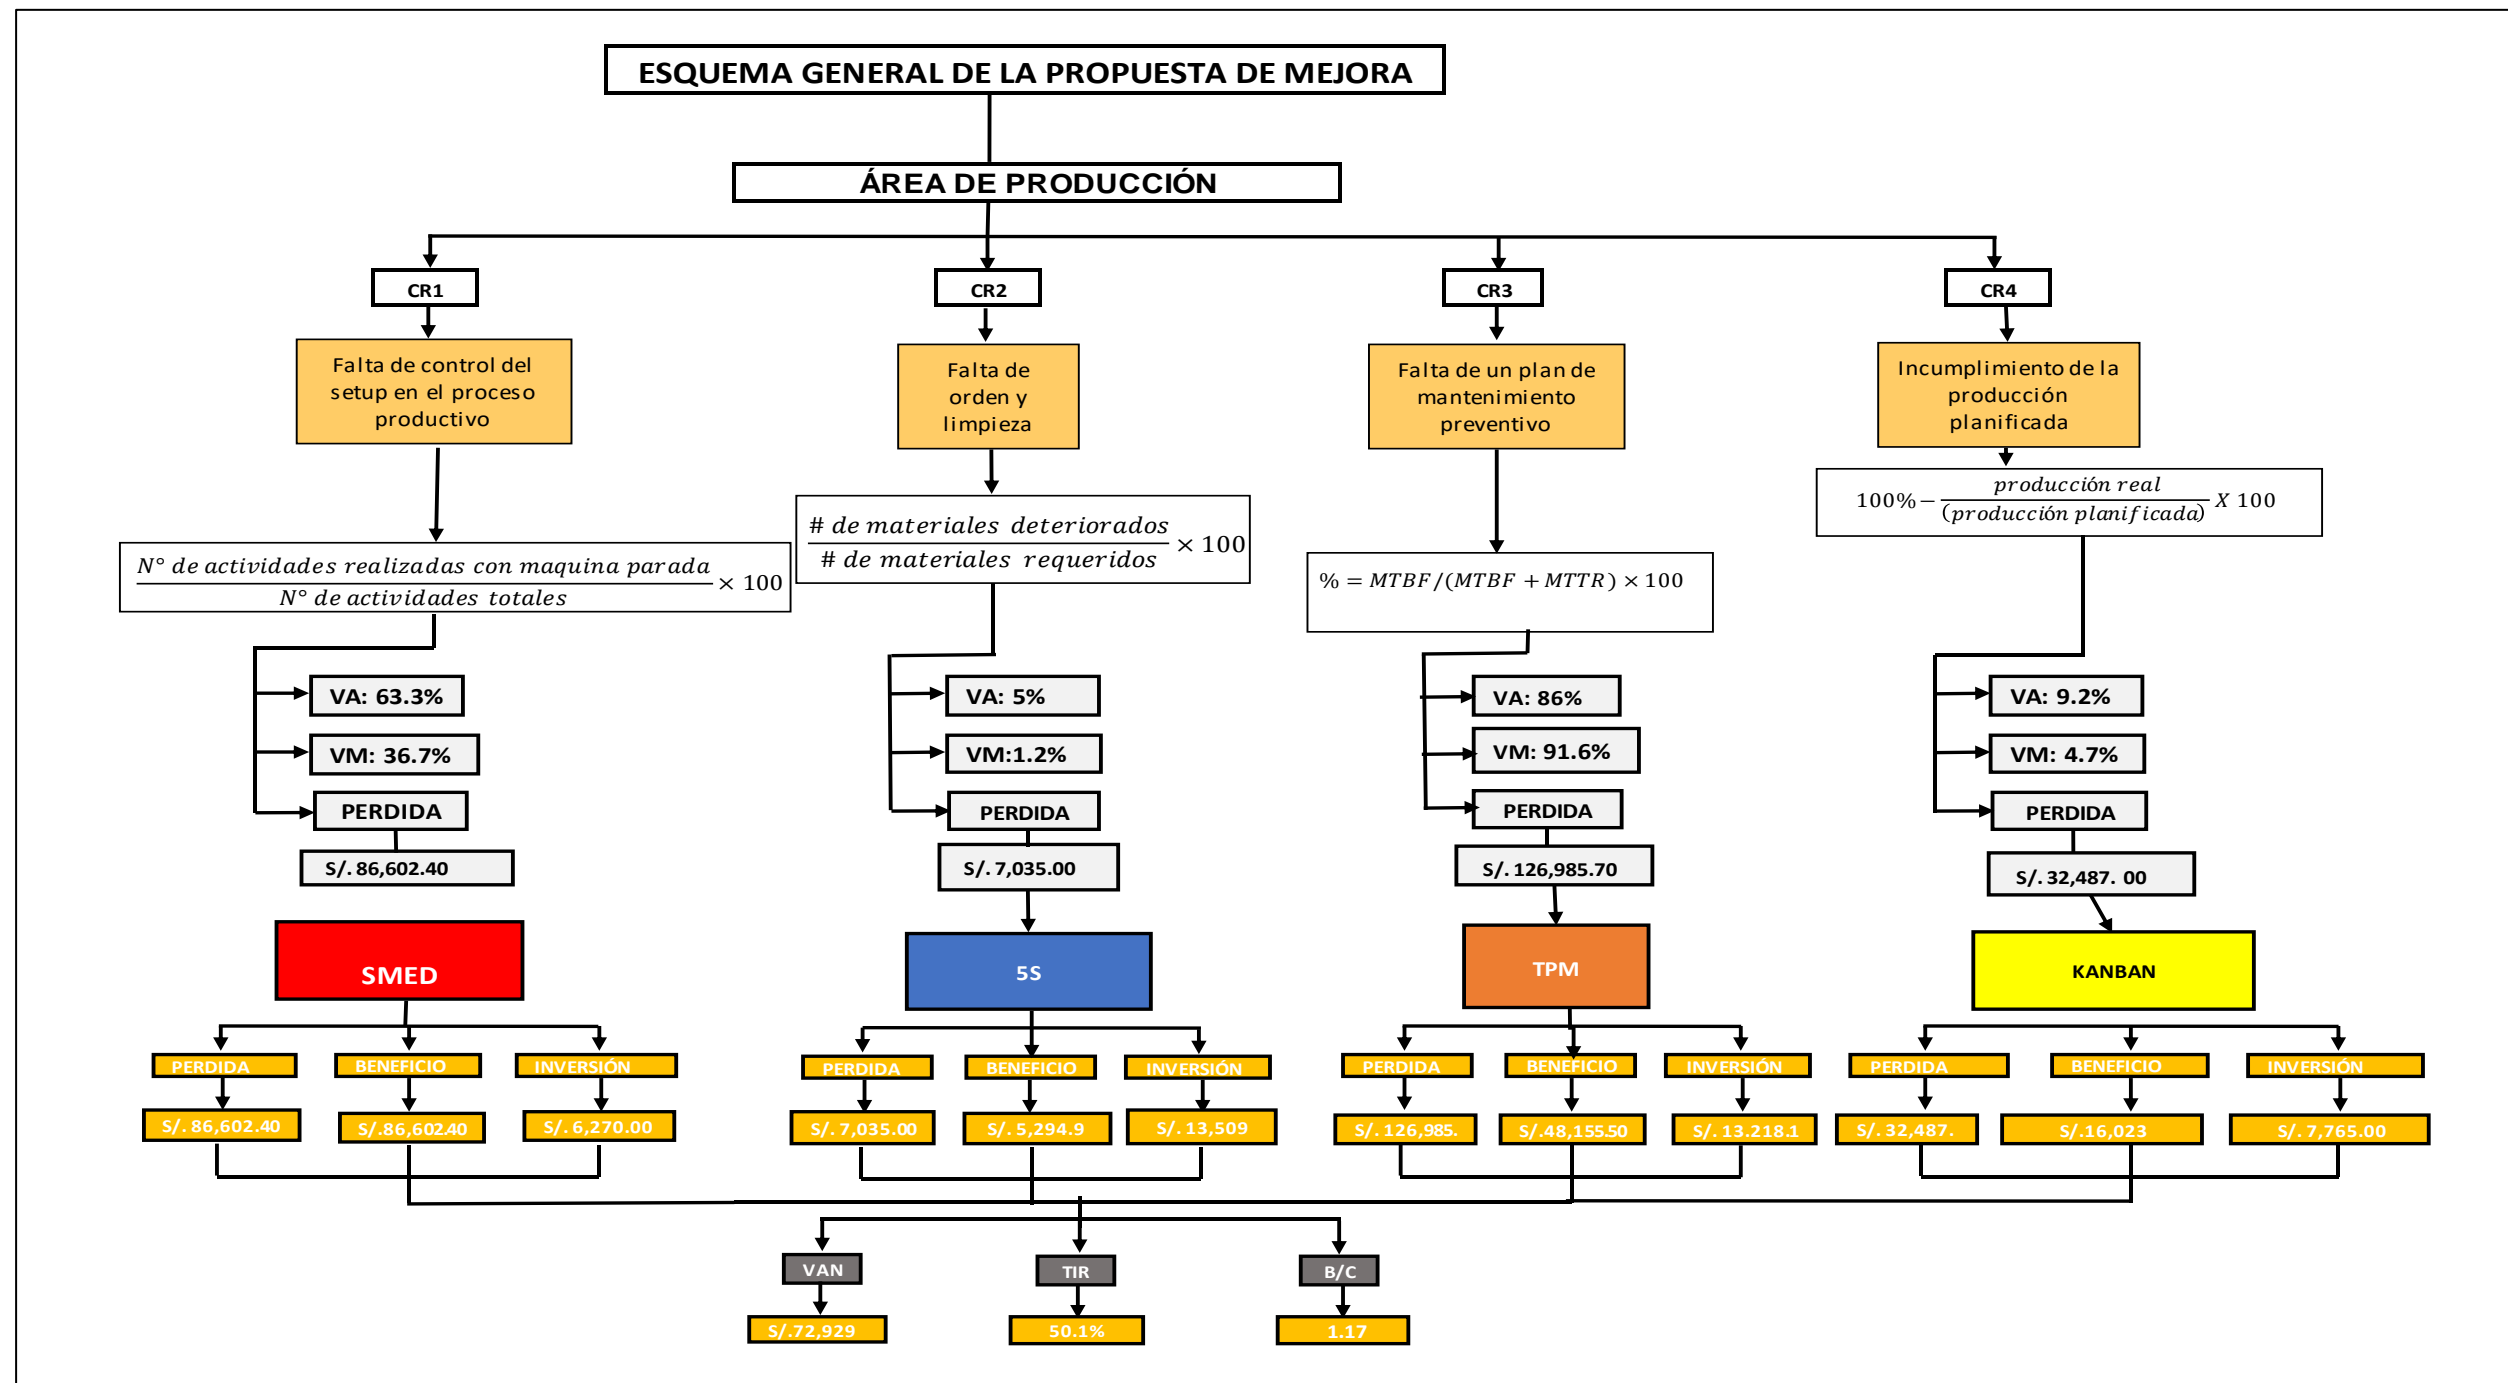 ESQUEMA GENERAL DE LA PROPUESTA DE MEJORA
ÁREA DE PRODUCCIÓN
CR1
CR2
CR3
CR4
Falta de control del
setup en el proceso
productivo
Falta de
orden y
limpieza
Falta de un plan de
mantenimiento
preventivo
Incumplimiento de la
producción
planificada
N° de actividades realizadas con maquina parada
N° de actividades totales
× 100
# de materiales deteriorados
# de materiales requeridos
× 100
% = MTBF/(MTBF + MTTR) × 100
100% −
producción real
(producción planificada)
X 100
VA: 63.3%
VM: 36.7%
PERDIDA
S/. 86,602.40
VA: 5%
VM:1.2%
PERDIDA
S/. 7,035.00
VA: 86%
VM: 91.6%
PERDIDA
S/. 126,985.70
VA: 9.2%
VM: 4.7%
PERDIDA
S/. 32,487. 00
SMED
5S
TPM
KANBAN
PERDIDA
BENEFICIO
INVERSIÓN
S/. 86,602.40
S/.86,602.40
S/. 6,270.00
PERDIDA
BENEFICIO
INVERSIÓN
S/. 7,035.00
S/. 5,294.9
S/. 13,509
PERDIDA
BENEFICIO
INVERSIÓN
S/. 126,985.
S/.48,155.50
S/. 13.218.1
PERDIDA
BENEFICIO
INVERSIÓN
S/. 32,487.
S/.16,023
S/. 7,765.00
VAN
TIR
B/C
S/.72,929
50.1%
1.17